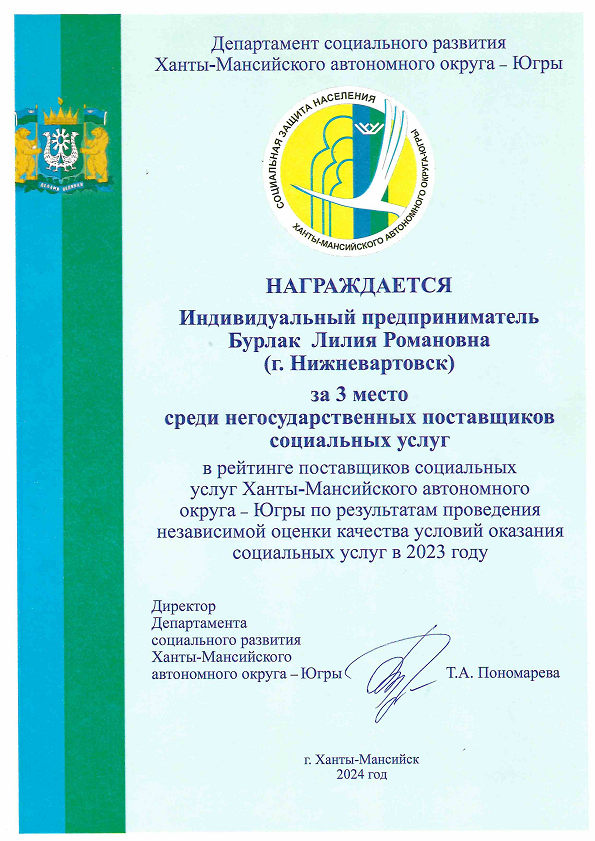 Департамент социального развития
Ханты-Мансийского автономного округа – Югры
СОЦИАЛЬНАЯ ЗАЩИТА НАСЕЛЕНИЯ
ХАНТЫ-МАНСИЙСКОГО АВТОНОМНОГО ОКРУГА-ЮГРЫ
НАГРАЖДАЕТСЯ
Индивидуальный предприниматель
Бурлак Лилия Романовна
(г. Нижневартовск)
за 3 место
среди негосударственных поставщиков
социальных услуг
в рейтинге поставщиков социальных
услуг Ханты-Мансийского автономного
округа – Югры по результатам проведения
независимой оценки качества условий оказания
социальных услуг в 2023 году
Директор
Департамента
социального развития
Ханты-Мансийского
автономного округа – Югры
Т.А. Пономарева
г. Ханты-Мансийск
2024 год